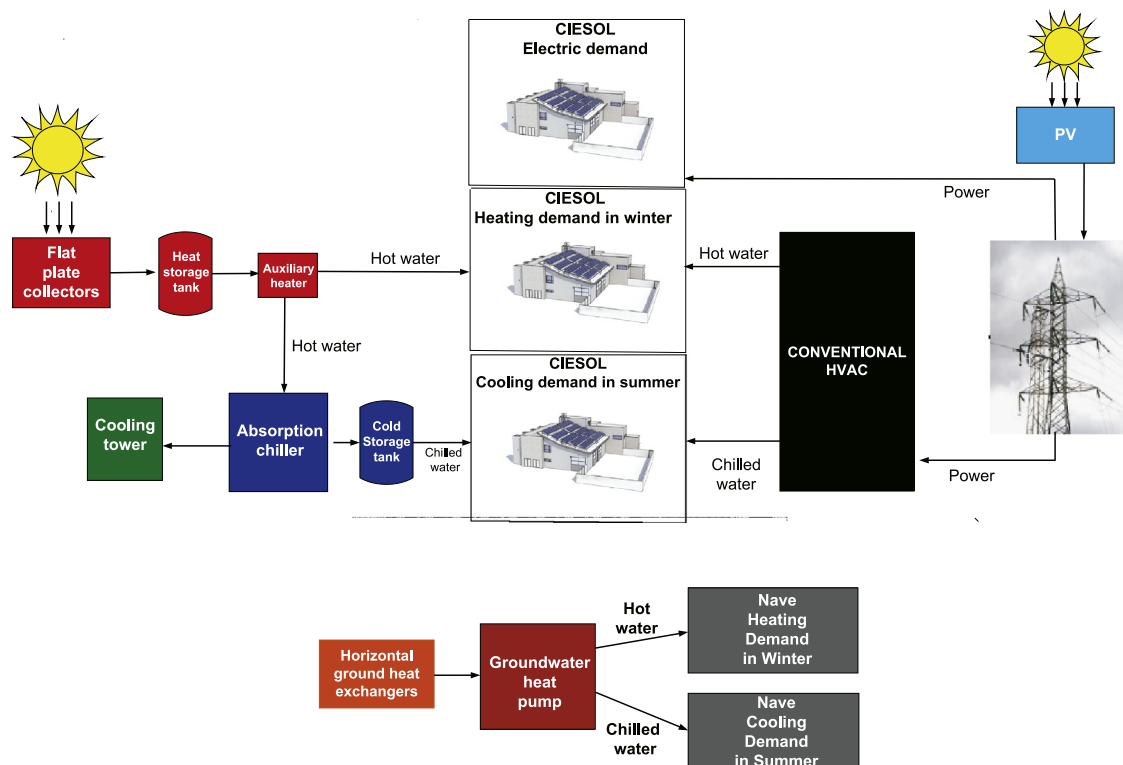 CIESOL
Electric demand
PV
Power
CIESOL
Heating demand in winter
Flat
plate
collectors
Heat
storage
tank
Auxiliary
heater
Hot water
Hot water
Hot water
CONVENTIONAL
HVAC
CIESOL
Cooling demand in summer
Cooling
tower
Absorption
chiller
Cold
Storage
tank
Chilled
water
Chilled
water
Power
Horizontal
ground heat
exchangers
Groundwater
heat
pump
Hot
water
Nave
Heating
Demand
in Winter
Chilled
water
Nave
Cooling
Demand
in Summer